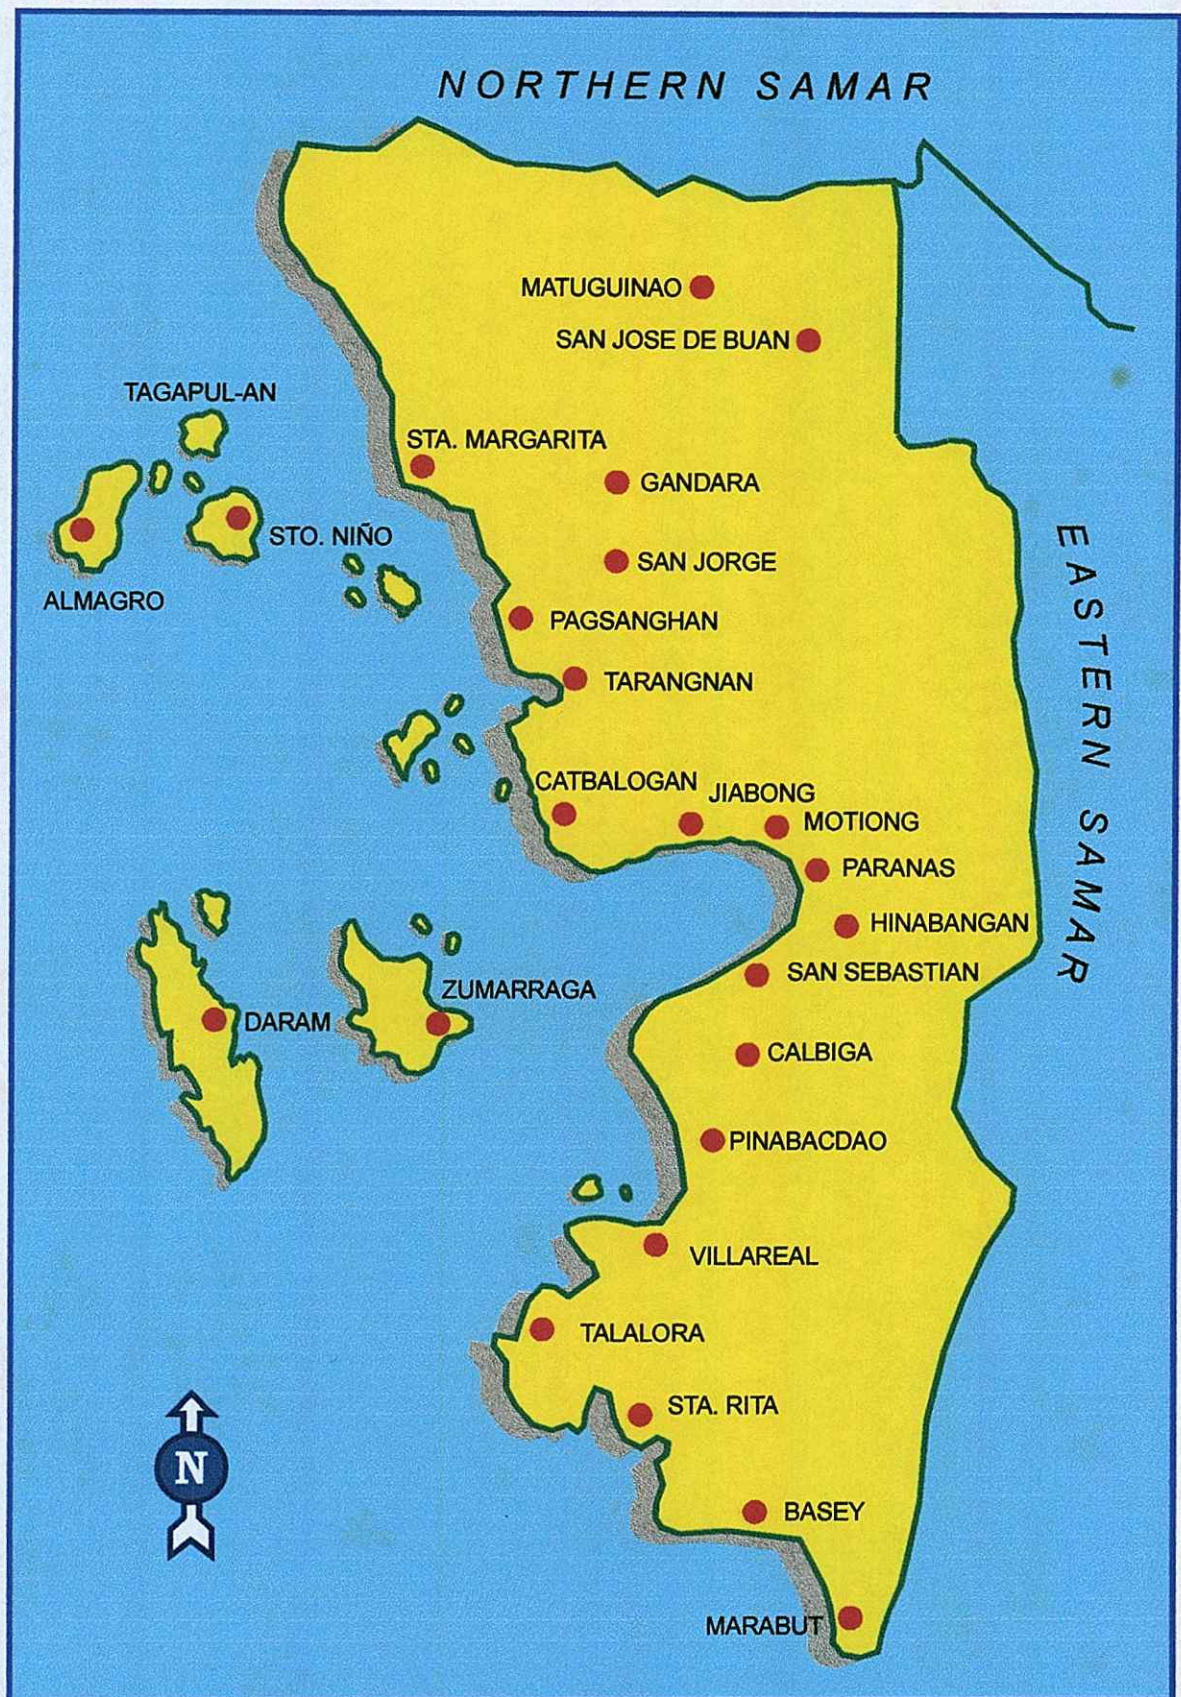 NORTHERN SAMAR
MATUGUINAO
SAN JOSE DE BUAN
TAGAPUL-AN
STA. MARGARITA
GANDARA
STO. NIÑO
SAN JORGE
ALMAGRO
PAGSANGHAN
TARANGNAN
EASTERN SAMAR
CATBALOGAN
JIABONG
MOTIONG
PARANAS
HINABANGAN
SAN SEBASTIAN
ZUMARRAGA
DARAM
CALBIGA
PINABACDAO
VILLAREAL
TALALORA
STA. RITA
N
BASEY
MARABUT